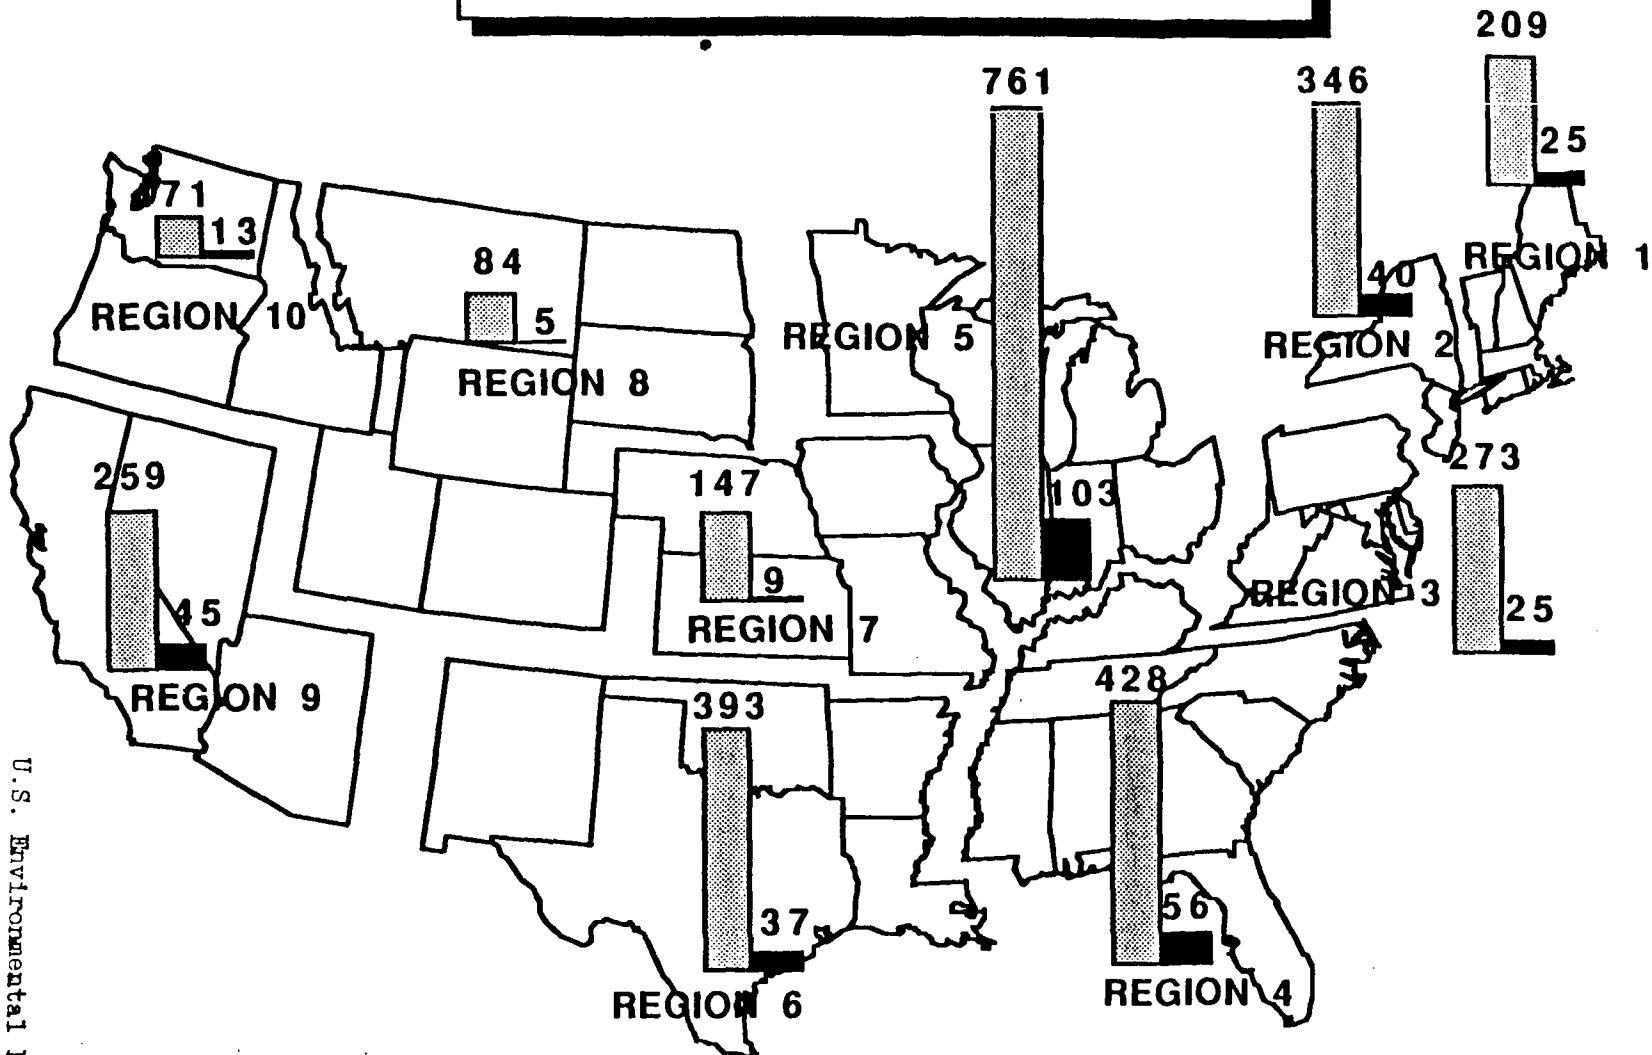 209
25
REGION 1
346
40
REGION 2
761
103
REGION 5
71
13
REGION 10
84
5
REGION 8
259
45
REGION 9
147
9
REGION 7
273
25
REGION 3
393
37
REGION 6
428
56
REGION 4
U.S. Environmental